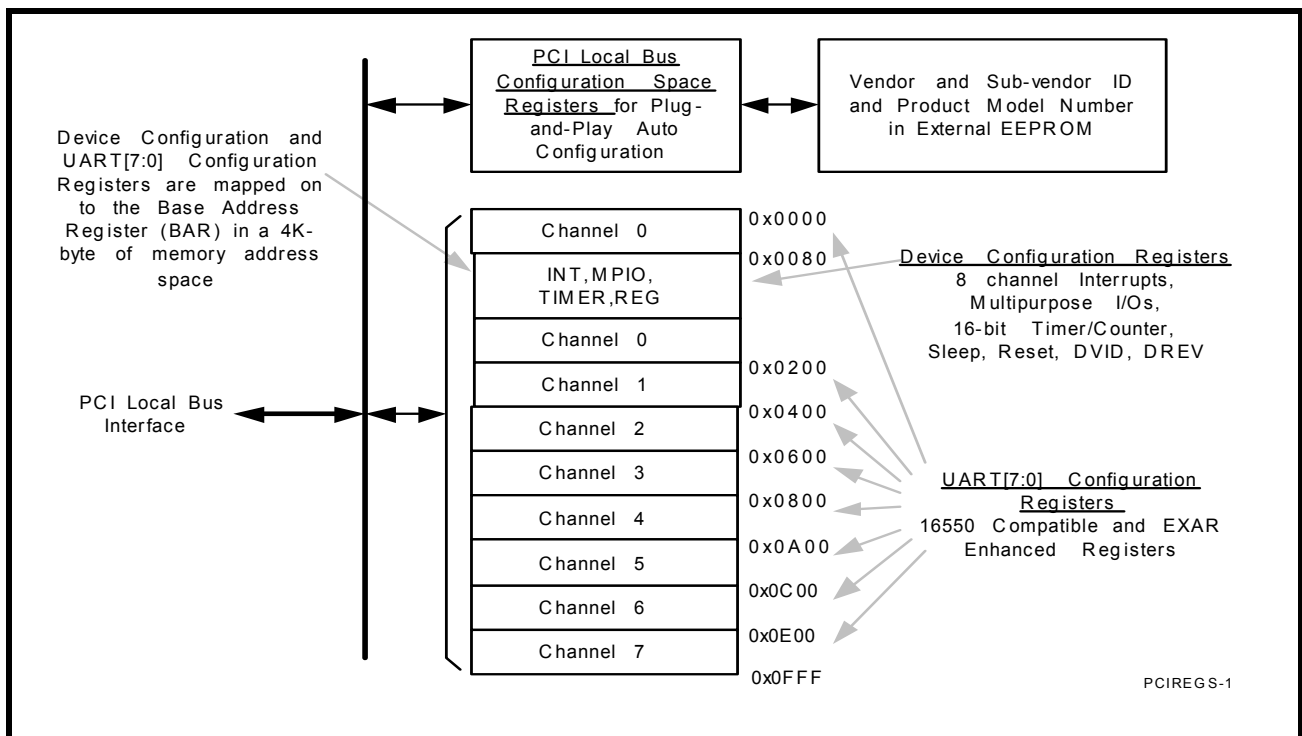 PCI Local Bus
Configuration Space
Registers for Plug-
and-Play Auto
Configuration
Vendor and Sub-vendor ID
and Product Model Number
in External EEPROM
Device Configuration and
UART[7:0] Configuration
Registers are mapped on
to the Base Address
Register (BAR) in a 4K-
byte of memory address
space
PCI Local Bus
Interface
Channel 0
INT,MPIO,
TIMER,REG
Channel 0
Channel 1
Channel 2
Channel 3
Channel 4
Channel 5
Channel 6
Channel 7
0x0000
0x0080
0x0200
0x0400
0x0600
0x0800
0x0A00
0x0C00
0x0E00
0x0FFF
Device Configuration Registers
8 channel Interrupts,
Multipurpose I/Os,
16-bit Timer/Counter,
Sleep, Reset, DVID, DREV
UART[7:0] Configuration
Registers
16550 Compatible and EXAR
Enhanced Registers
PCIREGS-1